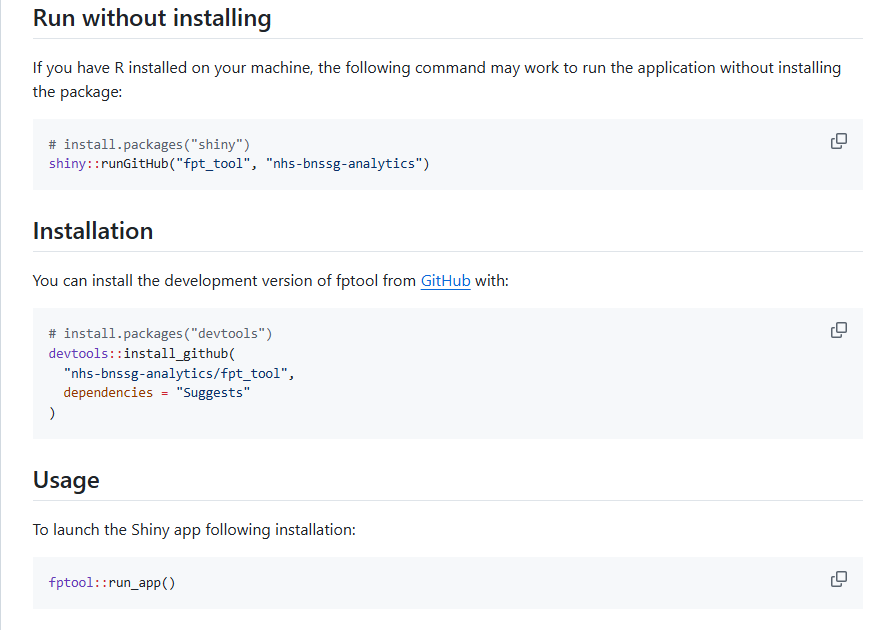 Run without installing
If you have R installed on your machine, the following command may work to run the application without installing
the package:
# install.packages("shiny")
shiny::runGitHub("fpt_tool", "nhs-bnssg-analytics")
Installation
You can install the development version of fptool from GitHub with:
# install.packages("devtools")
devtools::install_github(
  "nhs-bnssg-analytics/fpt_tool",
  dependencies = "Suggests"
)
Usage
To launch the Shiny app following installation:
fptool::run_app()